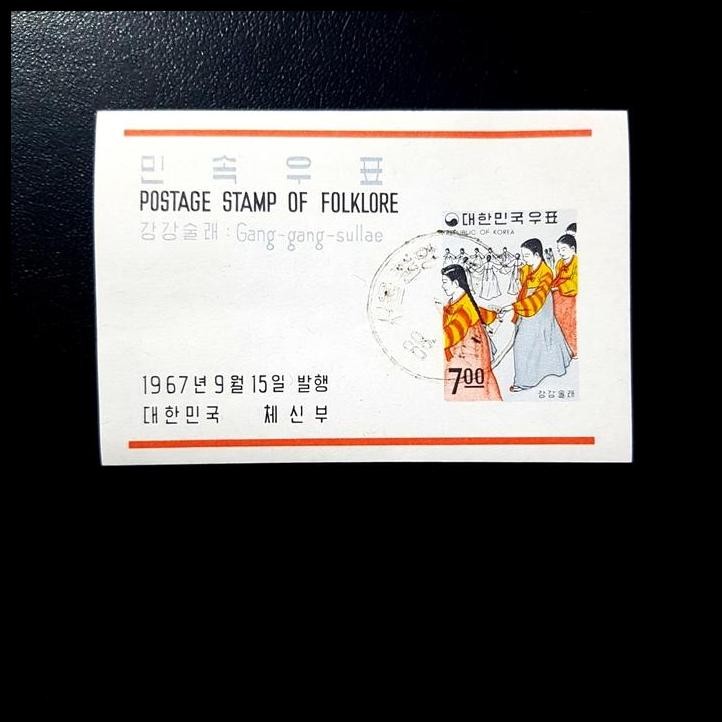 민속우표
POSTAGE STAMP OF FOLKLORE
강강술래 : Gang-gang-sullae
대한민국우표
REPUBLIC OF KOREA
7 00
강강술래
1967년 9월 15일 발행
대한민국 체신부